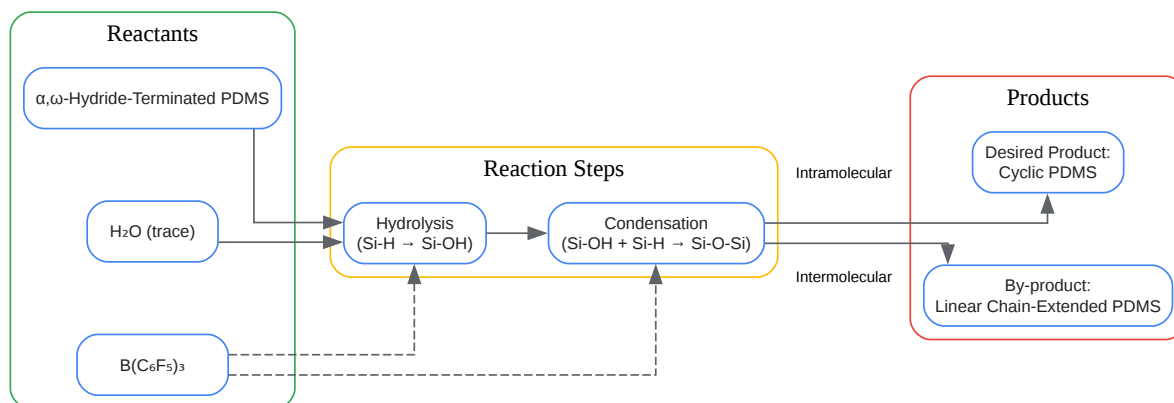 Reactants
α,ω-Hydride-Terminated PDMS
H₂O (trace)
B(C₆F₅)₃
Reaction Steps
Hydrolysis
(Si-H → Si-OH)
Condensation
(Si-OH + Si-H → Si-O-Si)
Intramolecular
Intermolecular
Products
Desired Product:
Cyclic PDMS
By-product:
Linear Chain-Extended PDMS